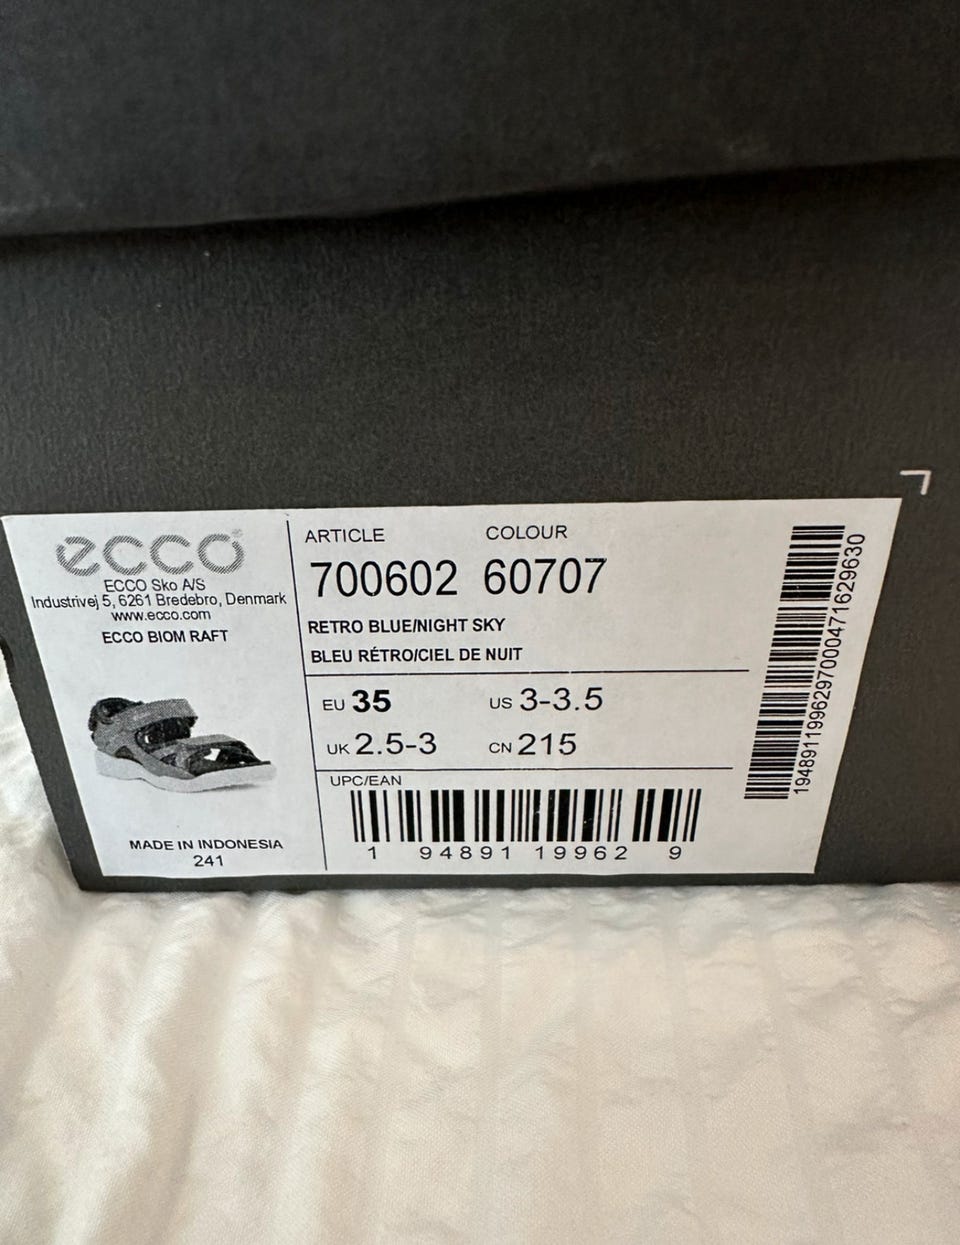 ecco
ECCO Sko A/S
Industrivej 5, 6261 Bredebro, Denmark
www.ecco.com
ECCO BIOM RAFT
MADE IN INDONESIA
241
ARTICLE COLOUR
700602 60707
RETRO BLUE/NIGHT SKY
BLEU RÉTRO/CIEL DE NUIT
EU 35 US 3-3.5
UK 2.5-3 CN 215
UPC/EAN
1 94891 19962 9
194891199629700047162​9630